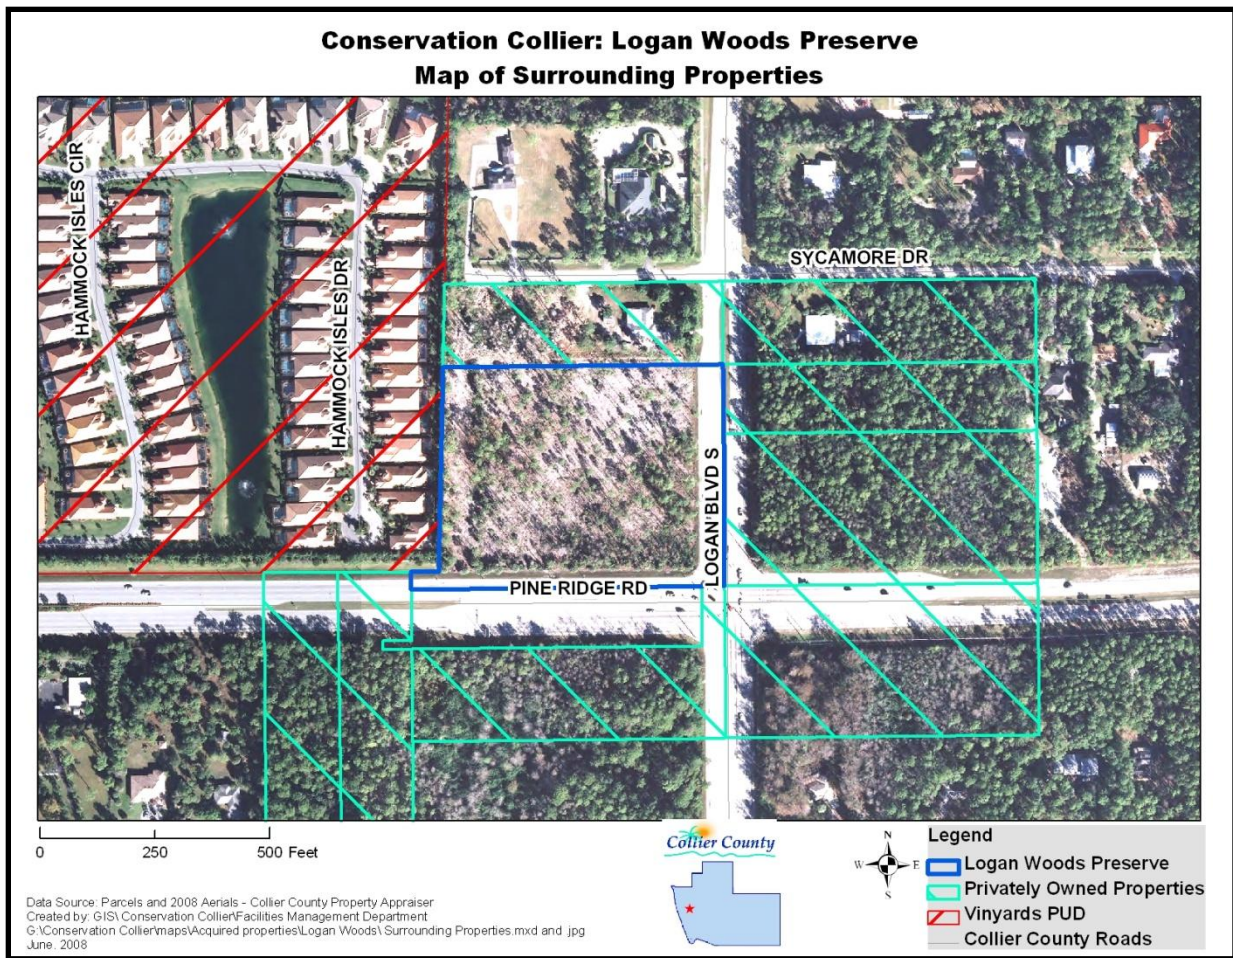 Conservation Collier: Logan Woods Preserve
Map of Surrounding Properties
HAMMOCK ISLES CIR
HAMMOCK ISLES DR
SYCAMORE DR
LOGAN BLVD S
PINE RIDGE RD
0 250 500 Feet
Collier County
N
W E
S
Legend
Logan Woods Preserve
Privately Owned Properties
Vinyards PUD
Collier County Roads
Data Source: Parcels and 2008 Aerials - Collier County Property Appraiser
Created by: GIS\ Conservation Collier\Facilities Management Department
G:\Conservation Collier\maps\Acquired properties\Logan Woods\ Surrounding Properties.mxd and .jpg
June. 2008